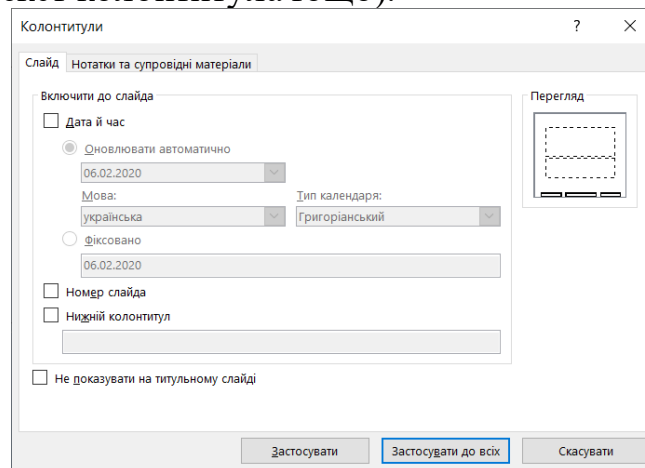 Колонтитули ? ×
Слайд Нотатки та супровідні матеріали
Включити до слайда Перегляд
Дата й час
Оновлювати автоматично
06.02.2020
Мова: Тип календаря:
українська Григоріанський
Фіксовано
06.02.2020
Номер слайда
Нижній колонтитул
Не показувати на титульному слайді
Застосувати Застосувати до всіх Скасувати